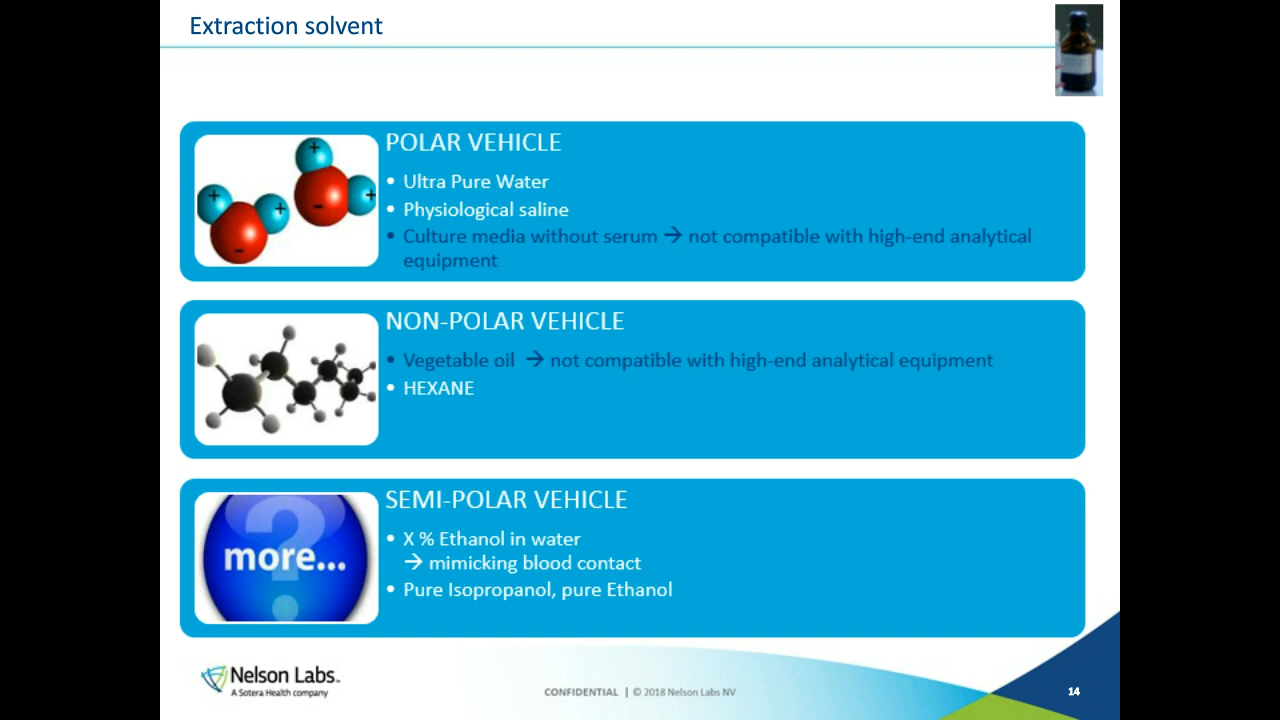 Extraction solvent
POLAR VEHICLE
• Ultra Pure Water
• Physiological saline
• Culture media without serum → not compatible with high-end analytical
equipment
NON-POLAR VEHICLE
• Vegetable oil → not compatible with high-end analytical equipment
• HEXANE
more...
?
SEMI-POLAR VEHICLE
• X % Ethanol in water
→ mimicking blood contact
• Pure Isopropanol, pure Ethanol
Nelson Labs™
A Sotera Health company
CONFIDENTIAL | © 2018 Nelson Labs NV
14